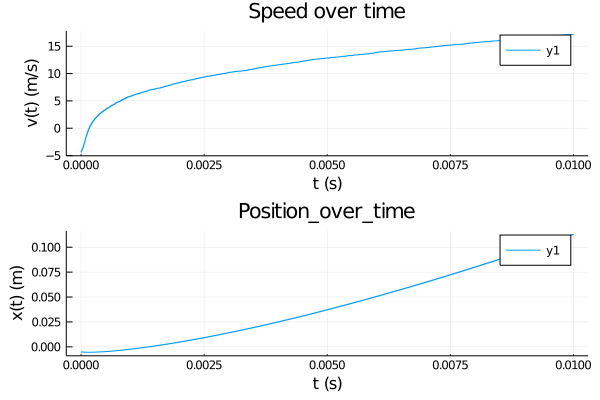 Speed over time
v(t) (m/s)
15
10
5
0
−5
y1
0.0000 0.0025 0.0050 0.0075 0.0100
t (s)
Position_over_time
x(t) (m)
0.100
0.075
0.050
0.025
0.000
y1
0.0000 0.0025 0.0050 0.0075 0.0100
t (s)